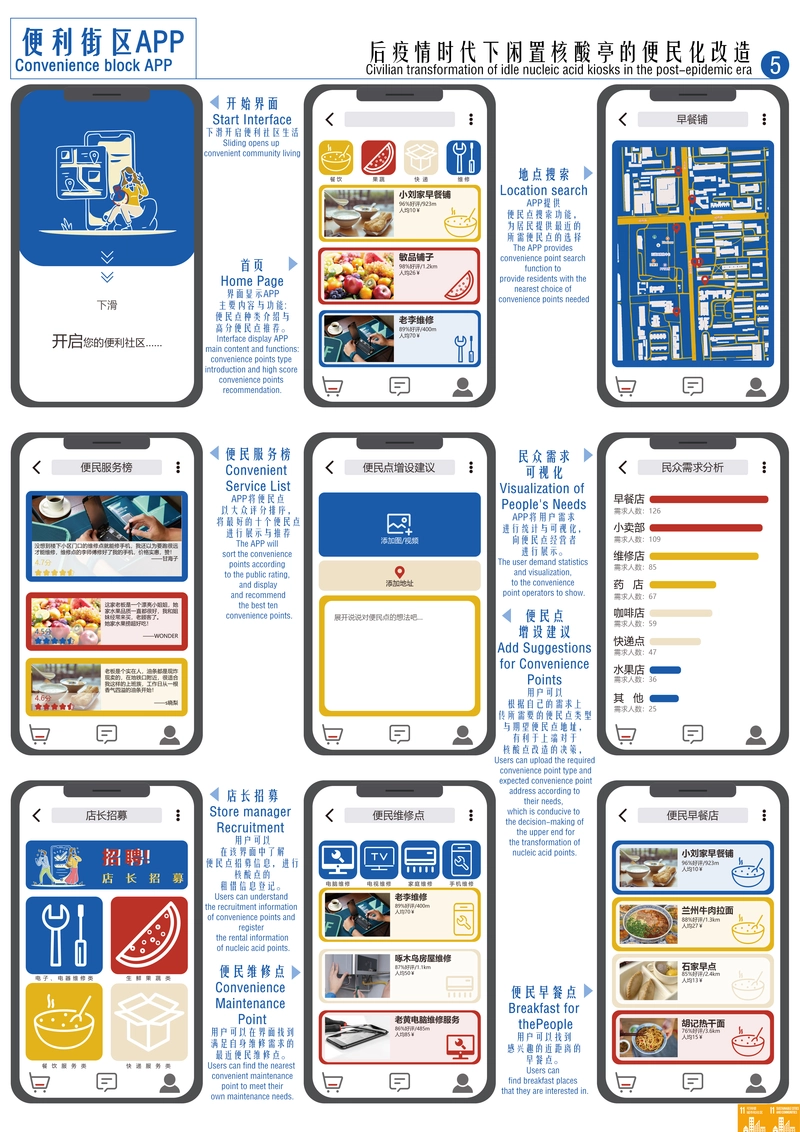 便利街区APP
Convenience block APP
后疫情时代下闲置核酸亭的便民化改造
Civilian transformation of idle nucleic acid kiosks in the post-epidemic era
5
下滑
开启您的便利社区......
开始界面
Start Interface
下滑开启便利社区生活
Sliding opens up
convenient community living
首页
Home Page
界面显示APP
主要内容与功能:
便民点种类介绍与
高分便民点推荐。
Interface display APP
main content and functions:
convenience points type
introduction and high score
convenience points
recommendation.
餐饮
果蔬
快递
维修
小刘家早餐铺
96%好评/923m
人均10￥
敏品铺子
98%好评/1.2km
人均26￥
老李维修
89%好评/400m
人均70￥
地点搜索
Location search
APP提供
便民点搜索功能,
为居民提供最近的
所需便民点的选择
The APP provides
convenience point search
function to
provide residents with the
nearest choice of
convenience points needed
早餐铺
便民服务榜
没想到楼下小区门口的维修点就能修手机，我还以为要跑很远
才能维修，维修点的李师傅修好了我的手机，价格实惠，赞!
——甘海子
4.7分
这家老板是一个漂亮小姐姐，她
家水果品质一直都很好，我和姐
妹经常来买，老顾客了。
她家水果捞超好吃!
4.5分
——WONDER
老板是个实在人，油条都是现炸
现卖的，在地铁口附近，很适合
我这样的上班族，工作日从一根
香气四溢的油条开始!
4.6分
——s晓梨
便民服务榜
Convenient
Service List
APP将便民点
以大众评分排序,
将最好的十个便民点
进行展示与推荐
The APP will
sort the convenience
points according
to the public rating,
and display
and recommend
the best ten
convenience points.
便民点增设建议
添加图/视频
添加地址
展开说说对便民点的想法吧...
民众需求
可视化
Visualization of
People's Needs
APP将用户需求
进行统计与可视化,
向便民点经营者
进行展示。
The user demand statistics
and visualization,
to the convenience
point operators to show.
便民点
增设建议
Add Suggestions
for Convenience
Points
用户可以
根据自己的需求上
传所需要的便民点类型
与期望便民点地址,
有利于上端对于
核酸点改造的决策。
Users can upload the required
convenience point type and
expected convenience point
address according to
their needs,
which is conducive to
the decision-making of
the upper end for
the transformation of
nucleic acid points.
民众需求分析
早餐店
需求人数: 126
小卖部
需求人数: 109
维修店
需求人数: 85
药 店
需求人数: 67
咖啡店
需求人数: 59
快递点
需求人数: 47
水果店
需求人数: 36
其 他
需求人数: 25
店长招募
招聘!
店长招募
电子、电器维修类
生鲜果蔬类
餐饮服务类
快递服务类
店长招募
Store manager
Recruitment
用户可以
在该界面中了解
便民点招募信息，进行
核酸点的
租借信息登记。
Users can understand
the recruitment information
of convenience points and
register
the rental information
of nucleic acid points.
便民维修点
Convenience
Maintenance
Point
用户可以在界面找到
满足自身维修需求的
最近便民维修点。
Users can find the nearest
convenient maintenance
point to meet their
own maintenance needs.
便民维修点
TV
电脑维修
电视维修
家庭维修
手机维修
老李维修
89%好评/400m
人均70￥
啄木鸟房屋维修
87%好评/1.1km
人均50￥
老黄电脑维修服务
86%好评/485m
人均85￥
便民早餐点
Breakfast for
thePeople
用户可以找到
感兴趣的近距离的
早餐点。
Users can
find breakfast places
that they are interested in.
便民早餐店
小刘家早餐铺
96%好评/923m
人均10￥
兰州牛肉拉面
88%好评/1.3km
人均27￥
石家早点
85%好评/2.4km
人均13￥
胡记热干面
76%好评/3.6km
人均15￥
11
11